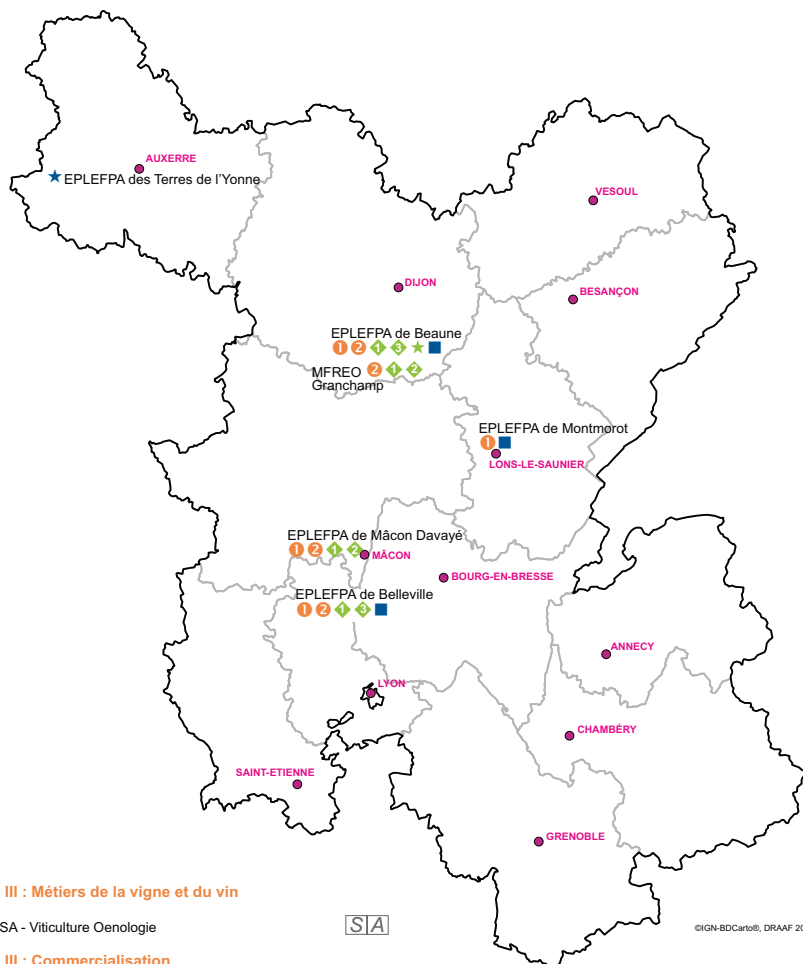 AUXERRE
★ EPLEFPA des Terres de l'Yonne
VESOUL
DIJON
BESANÇON
EPLEFPA de Beaune
1 2 1 3 ★
MFREO 2 1 2
Granchamp
EPLEFPA de Montmorot
1
LONS-LE-SAUNIER
EPLEFPA de Mâcon Davayé
1 2 1 2
MÂCON
BOURG-EN-BRESSE
EPLEFPA de Belleville
1 2 1 3
ANNECY
LYON
CHAMBÉRY
SAINT-ETIENNE
GRENOBLE
III : Métiers de la vigne et du vin
SA - Viticulture Oenologie
SA
©IGN-BDCarto®, DRAAF 20
III : Commercialisation